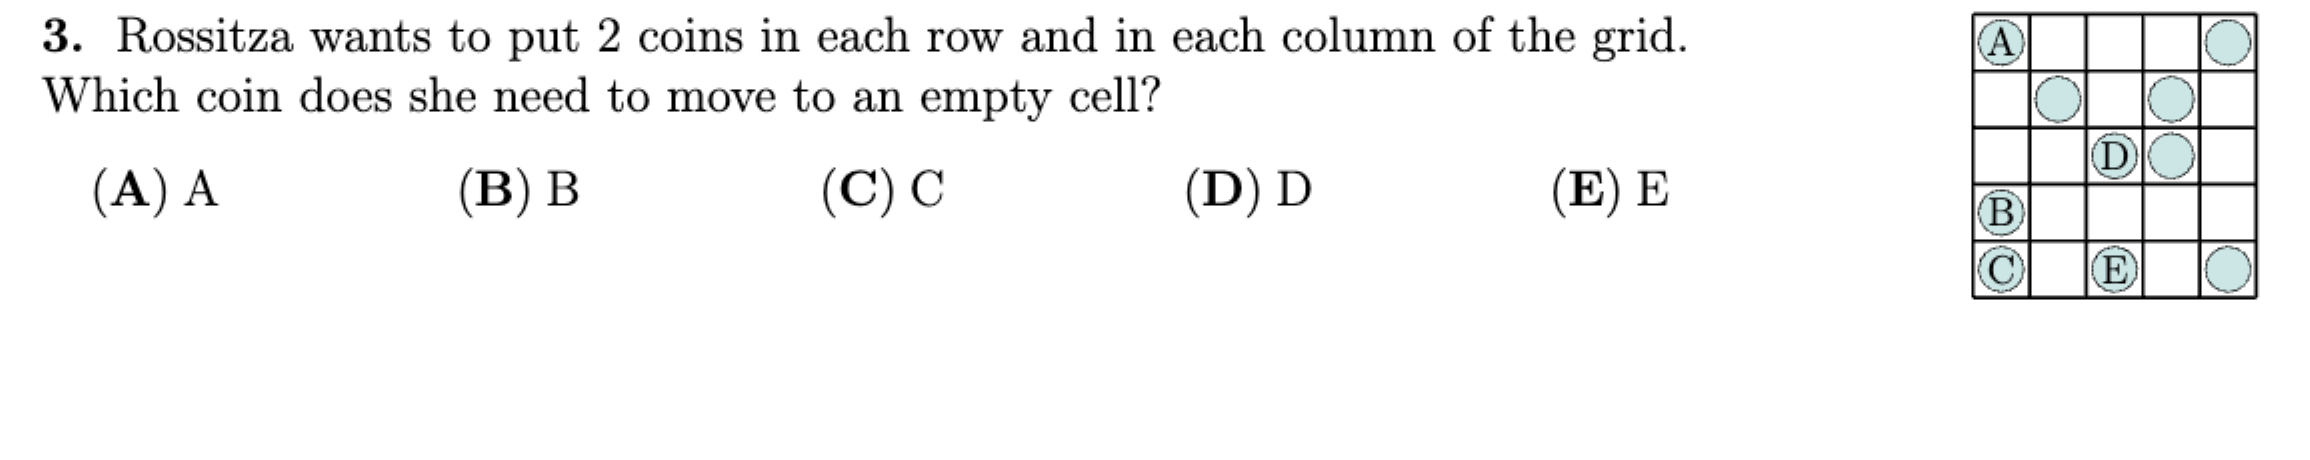 3. Rossitza wants to put 2 coins in each row and in each column of the grid.
Which coin does she need to move to an empty cell?
(A) A (B) B (C) C (D) D (E) E
A
D
B
C E